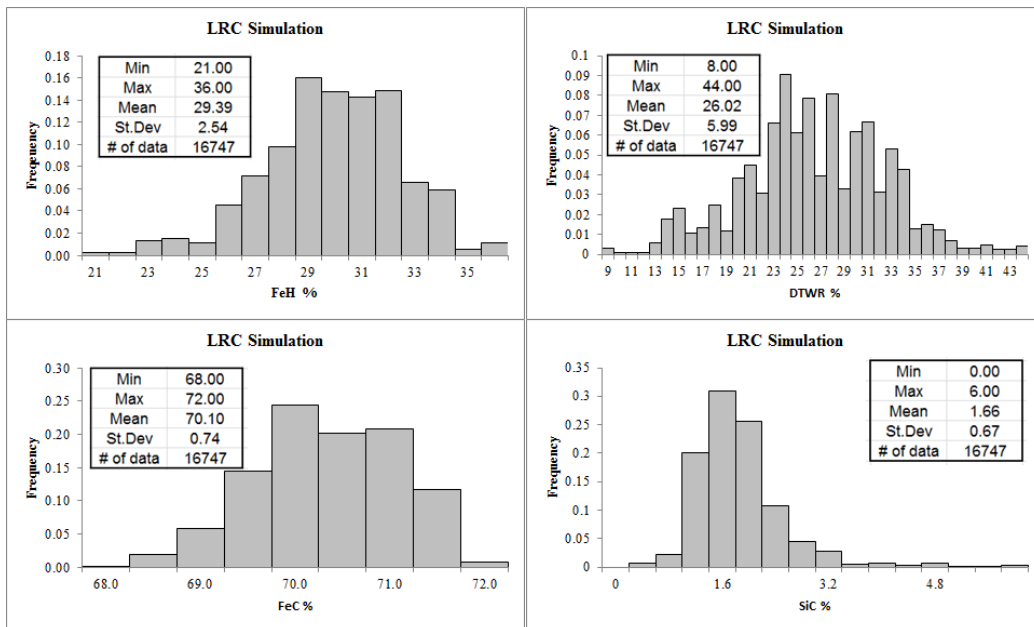 LRC Simulation
0.18
0.16
0.14
0.12
0.10
0.08
0.06
0.04
0.02
0.00
Freqeuency
Min 21.00
Max 36.00
Mean 29.39
St.Dev 2.54
# of data 16747
21 23 25 27 29 31 33 35
FeH %
LRC Simulation
0.1
0.09
0.08
0.07
0.06
0.05
0.04
0.03
0.02
0.01
0
Frequency
Min 8.00
Max 44.00
Mean 26.02
St.Dev 5.99
# of data 16747
9 11 13 15 17 19 21 23 25 27 28 29 31 33 35 37 39 41 43
DTWR %
LRC Simulation
0.30
0.25
0.20
0.15
0.10
0.05
0.00
Frequency
Min 68.00
Max 72.00
Mean 70.10
St.Dev 0.74
# of data 16747
68.0 69.0 70.0 71.0 72.0
FeC %
LRC Simulation
0.35
0.3
0.25
0.2
0.15
0.1
0.05
0
Frequency
Min 0.00
Max 6.00
Mean 1.66
St.Dev 0.67
# of data 16747
0 1.6 3.2 4.8
SiC %